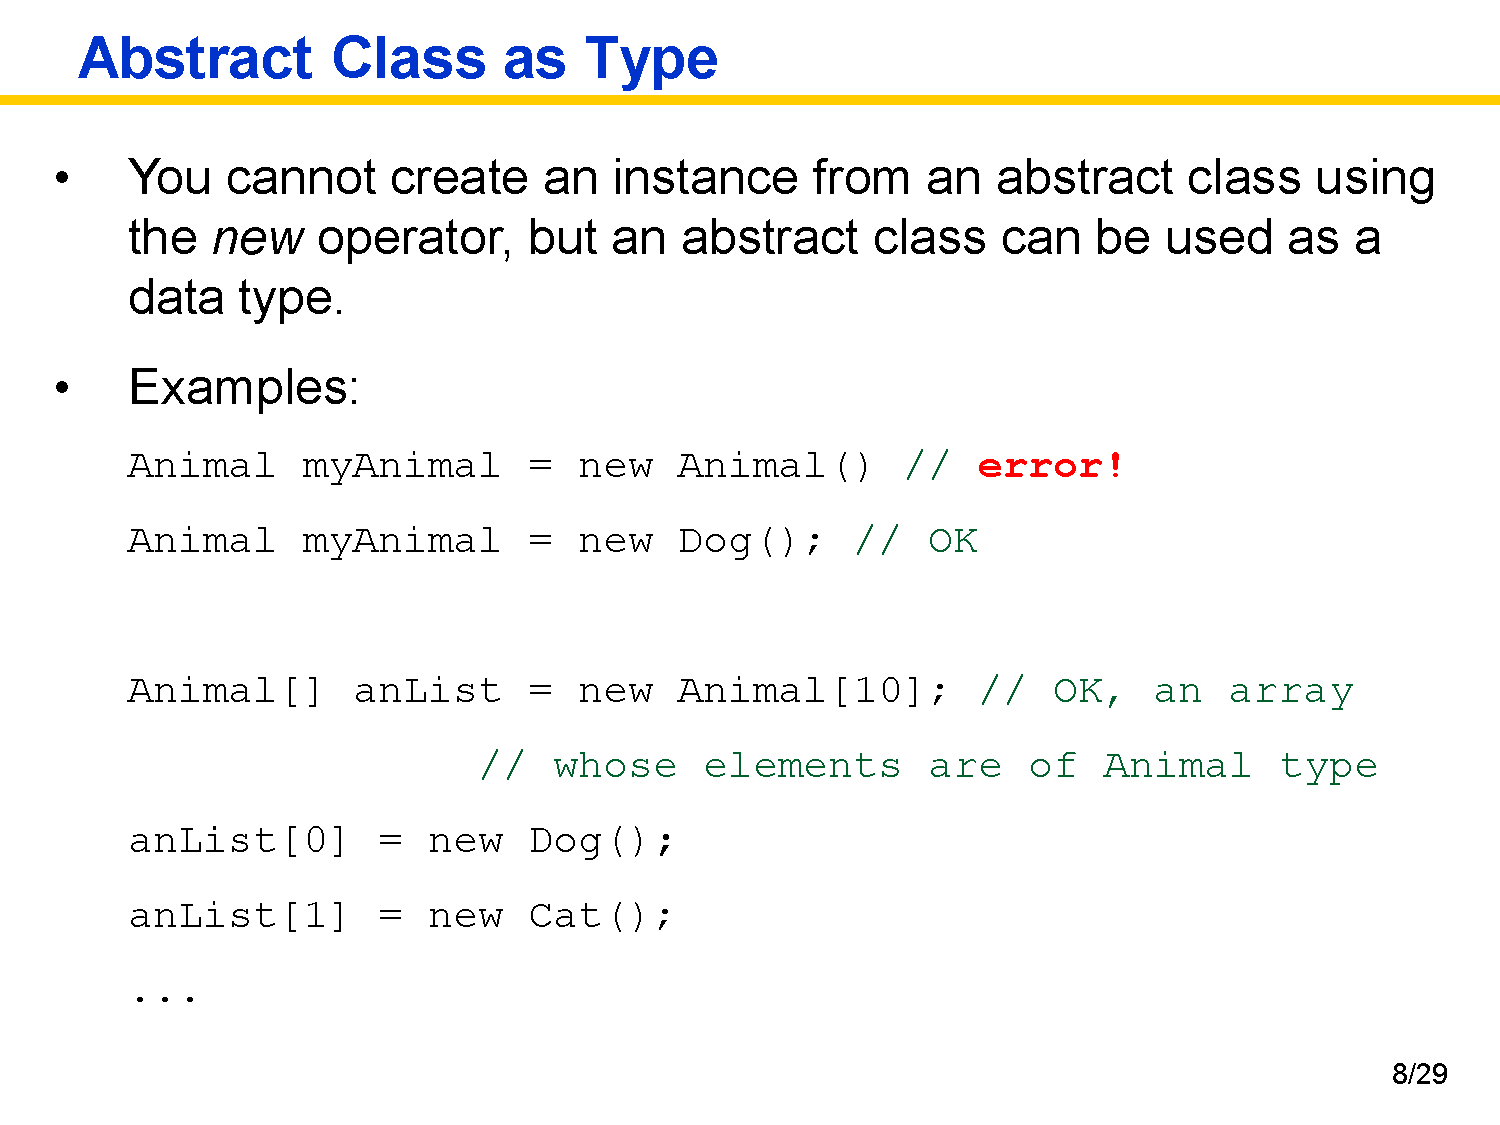 Abstract Class as Type
• You cannot create an instance from an abstract class using
the new operator, but an abstract class can be used as a
data type.
• Examples:
Animal myAnimal = new Animal() // error!
Animal myAnimal = new Dog(); // OK
Animal[] anList = new Animal[10]; // OK, an array
// whose elements are of Animal type
anList[0] = new Dog();
anList[1] = new Cat();
...
8/29